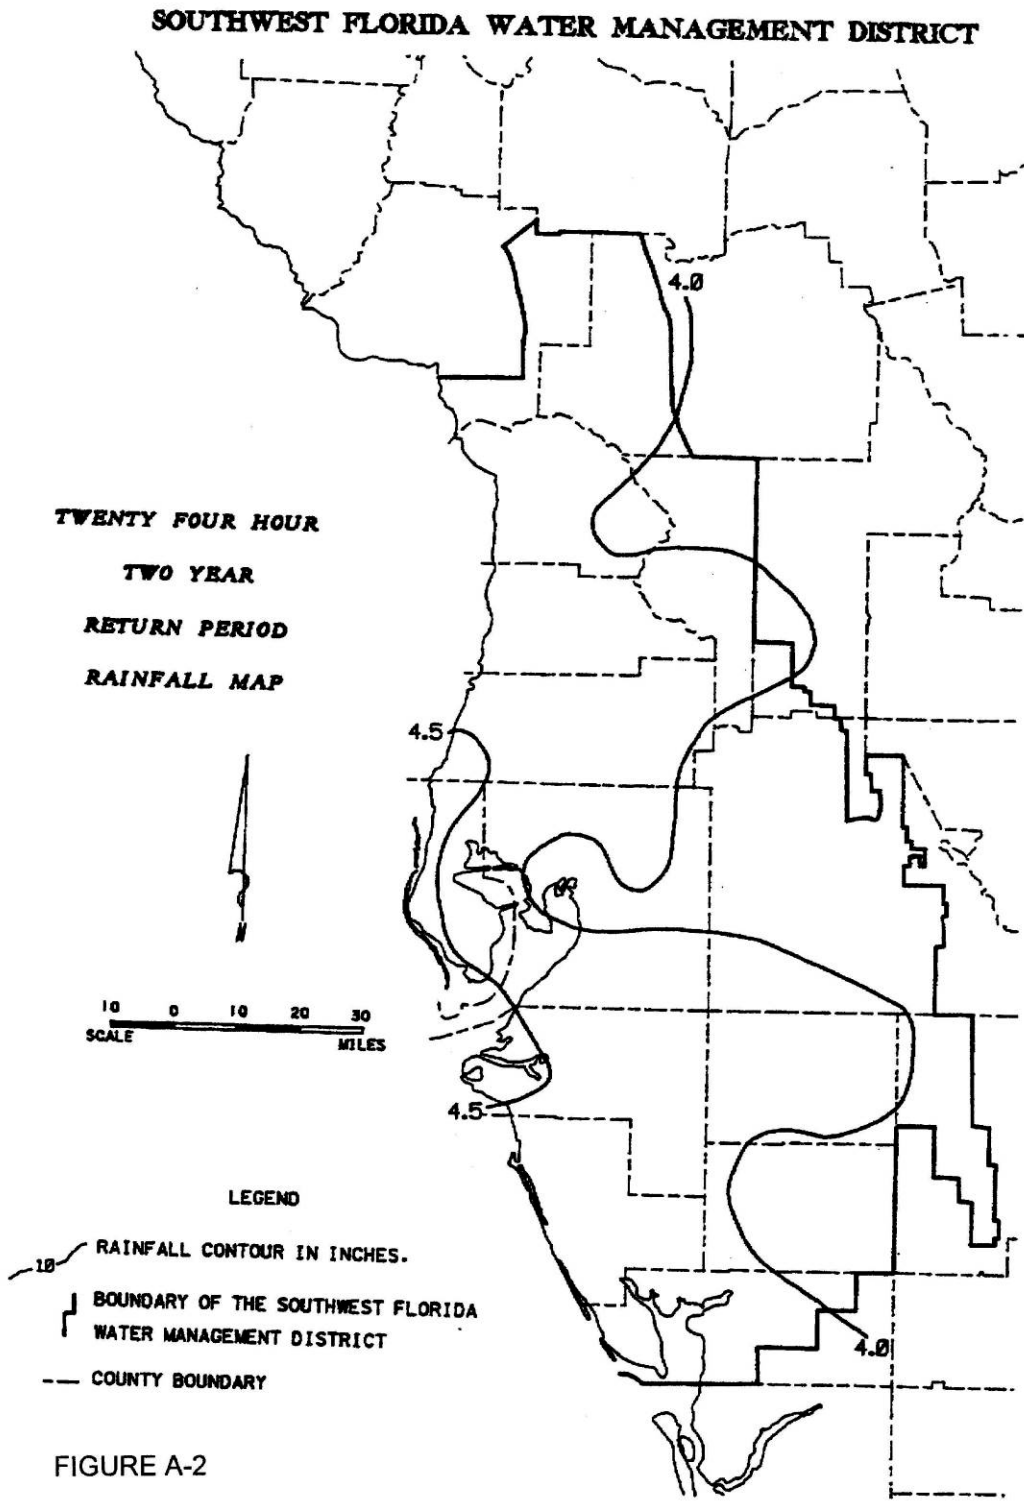 SOUTHWEST FLORIDA WATER MANAGEMENT DISTRICT
4.0
TWENTY FOUR HOUR
TWO YEAR
RETURN PERIOD
RAINFALL MAP
4.5
N
10 0 10 20 30
SCALE MILES
4.5
LEGEND
10 RAINFALL CONTOUR IN INCHES.
BOUNDARY OF THE SOUTHWEST FLORIDA
WATER MANAGEMENT DISTRICT
COUNTY BOUNDARY
4.0
FIGURE A-2